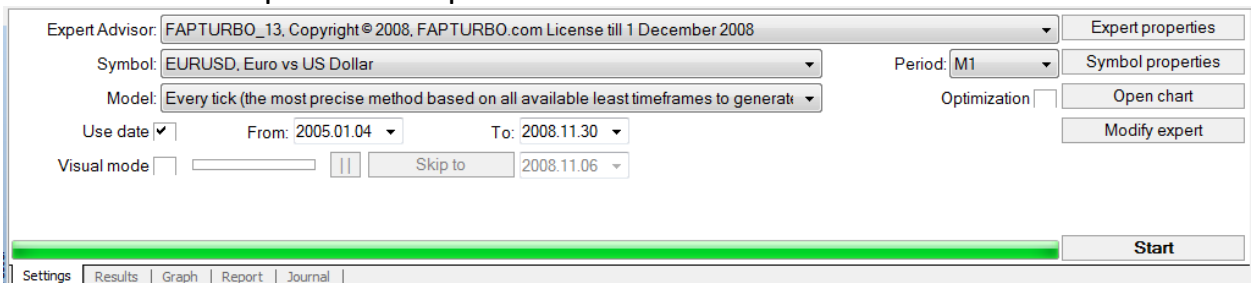 Expert Advisor: FAPTURBO_13, Copyright © 2008, FAPTURBO.com License till 1 December 2008 Expert properties
Symbol: EURUSD, Euro vs US Dollar Period: M1 Symbol properties
Model: Every tick (the most precise method based on all available least timeframes to generate Optimization Open chart
Use date From: 2005.01.04 To: 2008.11.30 Modify expert
Visual mode || Skip to 2008.11.06
Start
Settings | Results | Graph | Report | Journal |